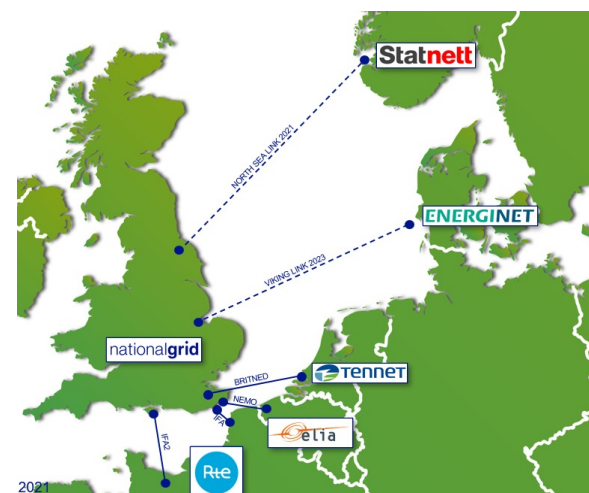 Statnett
NORTH SEA LINK 2021
ENERGINET
VIKING LINK 2023
nationalgrid
BRITNED
TENNET
NEMO
IFA
elia
IFA2
Rte
2021